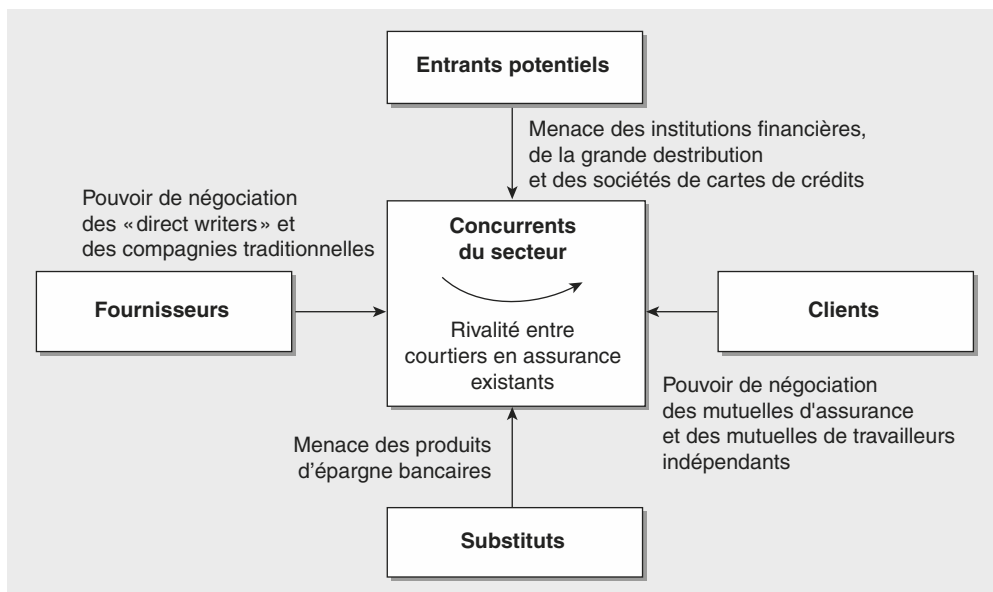 Entrants potentiels
Menace des institutions financières,
de la grande destribution
et des sociétés de cartes de crédits
Pouvoir de négociation
des «direct writers» et
des compagnies traditionnelles
Fournisseurs
Concurrents
du secteur
Rivalité entre
courtiers en assurance
existants
Clients
Pouvoir de négociation
des mutuelles d'assurance
et des mutuelles de travailleurs
indépendants
Menace des produits
d’épargne bancaires
Substituts